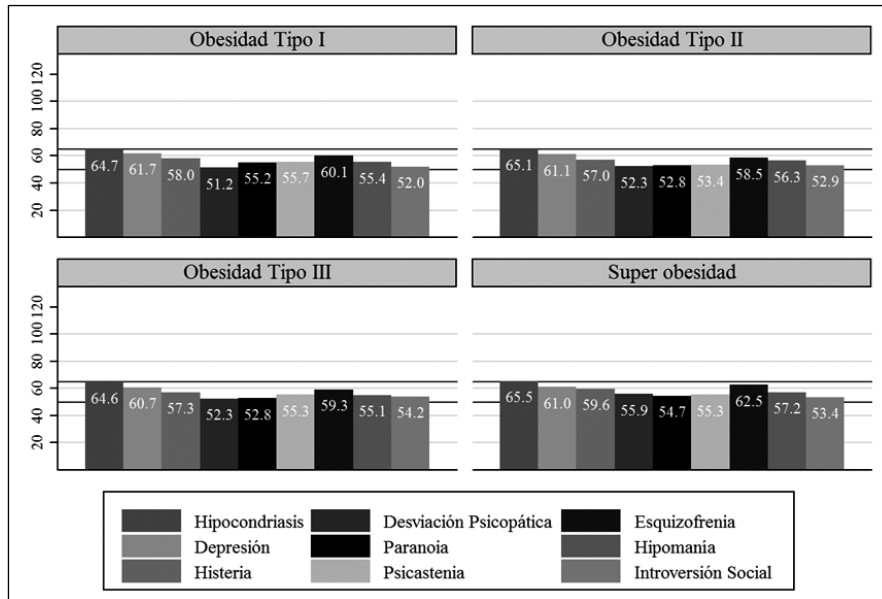 Obesidad Tipo I
120
100
80
60
40
20
64.7 61.7 58.0 51.2 55.2 55.7 60.1 55.4 52.0
Obesidad Tipo II
65.1 61.1 57.0 52.3 52.8 53.4 58.5 56.3 52.9
Obesidad Tipo III
120
100
80
60
40
20
64.6 60.7 57.3 52.3 52.8 55.3 59.3 55.1 54.2
Super obesidad
65.5 61.0 59.6 55.9 54.7 55.3 62.5 57.2 53.4
Hipocondriasis
Depresión
Histeria
Desviación Psicopática
Paranoia
Psicastenia
Esquizofrenia
Hipomanía
Introversión Social